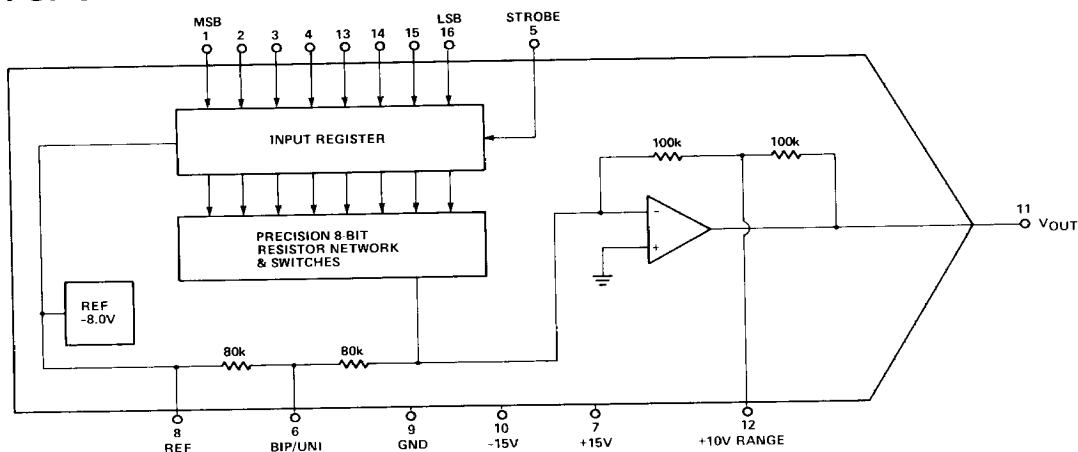 MSB
1
2
3
4
13
14
15
LSB
16
STROBE
5
INPUT REGISTER
100k
100k
PRECISION 8-BIT
RESISTOR NETWORK
& SWITCHES
-
+
11
VOUT
REF
-8.0V
80k
80k
8
REF
6
BIP/UNI
9
GND
10
-15V
7
+15V
12
+10V RANGE